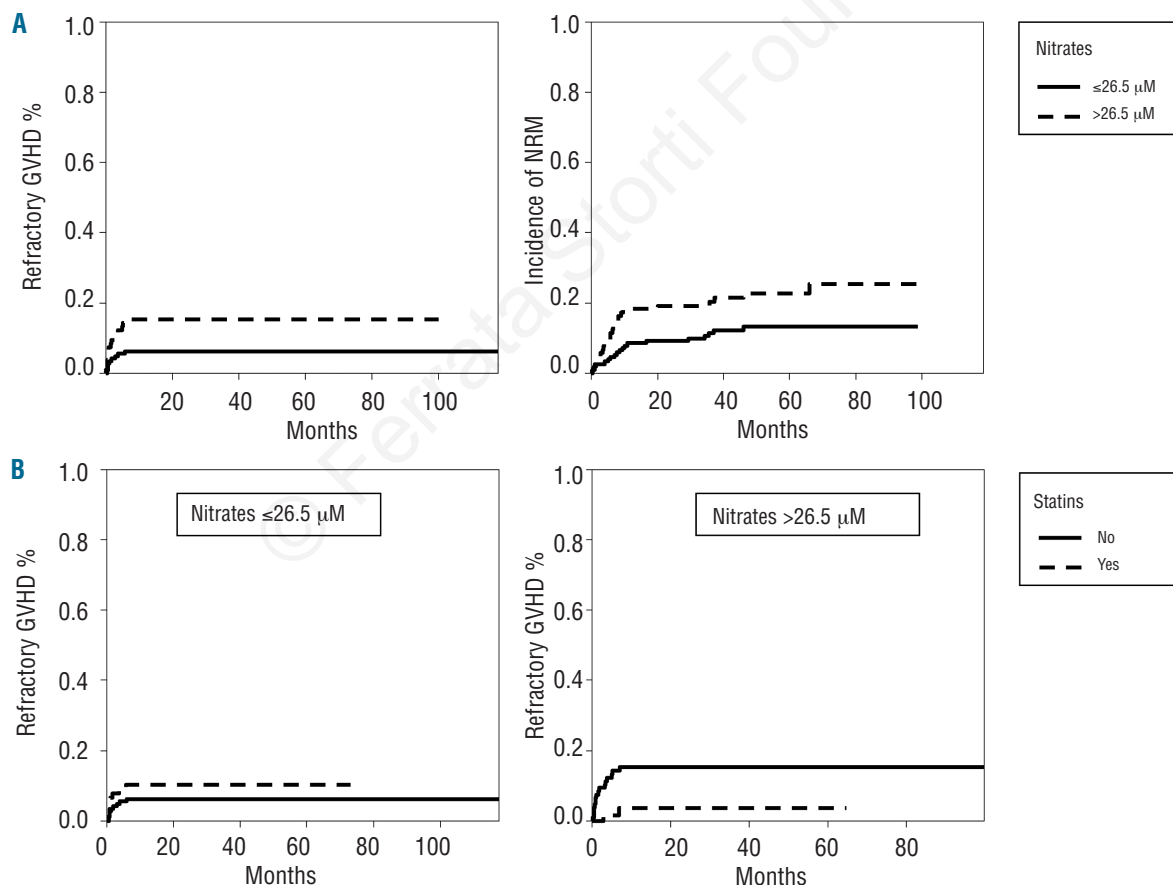 A
Refractory GVHD %
1.0
0.8
0.6
0.4
0.2
0.0
20 40 60 80 100
Months
Incidence of NRM
1.0
0.8
0.6
0.4
0.2
0.0
0 20 40 60 80 100
Months
Nitrates
≤26.5 µM
>26.5 µM
B
Refractory GVHD %
1.0
0.8
0.6
0.4
0.2
0.0
Nitrates ≤26.5 µM
0 20 40 60 80 100
Months
Refractory GVHD %
1.0
0.8
0.6
0.4
0.2
0.0
Nitrates >26.5 µM
0 20 40 60 80
Months
Statins
No
Yes
© Ferrata Storti Four